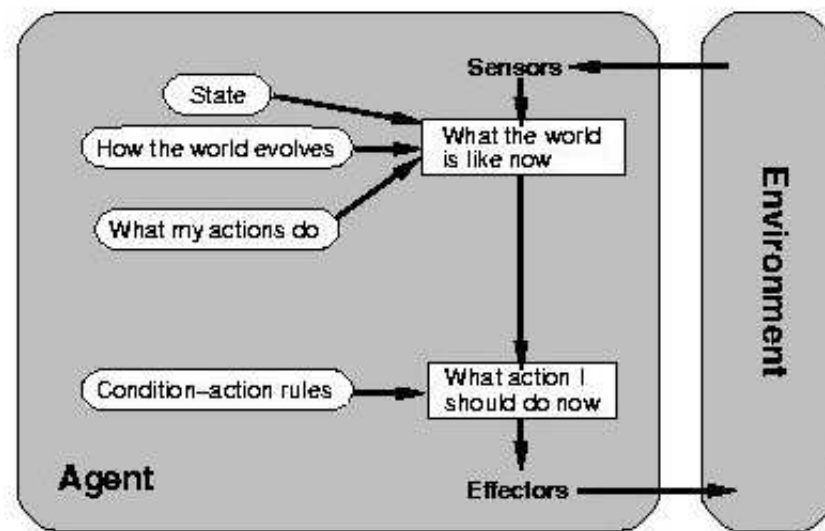 Sensors
State
What the world
is like now
How the world evolves
What my actions do
Environment
Condition–action rules
What action I
should do now
Agent
Effectors